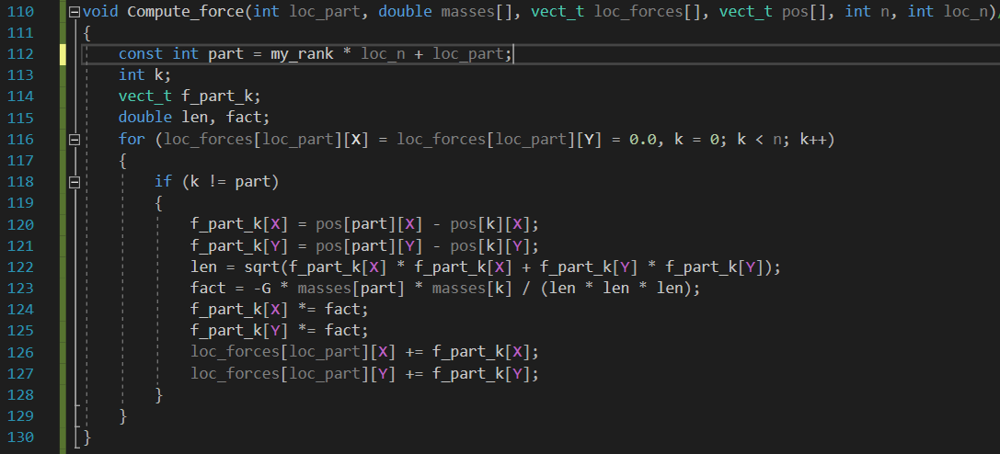 110 void Compute_force(int loc_part, double masses[], vect_t loc_forces[], vect_t pos[], int n, int loc_n)
111 {
112 const int part = my_rank * loc_n + loc_part;
113 int k;
114 vect_t f_part_k;
115 double len, fact;
116 for (loc_forces[loc_part][X] = loc_forces[loc_part][Y] = 0.0, k = 0; k < n; k++)
117 {
118 if (k != part)
119 {
120 f_part_k[X] = pos[part][X] - pos[k][X];
121 f_part_k[Y] = pos[part][Y] - pos[k][Y];
122 len = sqrt(f_part_k[X] * f_part_k[X] + f_part_k[Y] * f_part_k[Y]);
123 fact = -G * masses[part] * masses[k] / (len * len * len);
124 f_part_k[X] *= fact;
125 f_part_k[Y] *= fact;
126 loc_forces[loc_part][X] += f_part_k[X];
127 loc_forces[loc_part][Y] += f_part_k[Y];
128 }
129 }
130 }